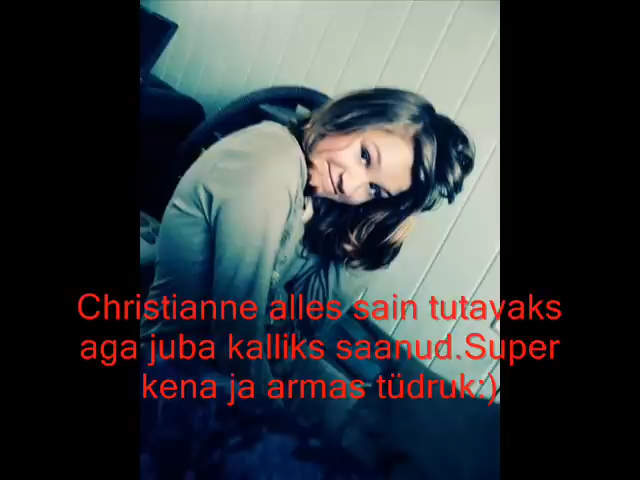 Christianne alles sain tutavaks
aga juba kalliks saanud.Super
kena ja armas tüdruk:)